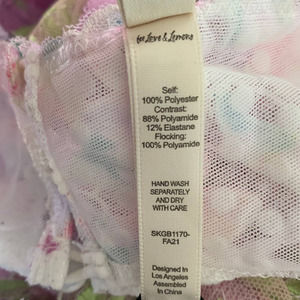 for Love & Lemons
Self:
100% Polyester
Contrast:
88% Polyamide
12% Elastane
Flocking:
100% Polyamide
HAND WASH
SEPARATELY
AND DRY
WITH CARE
SKGB1170-
FA21
Designed In
Los Angeles
Assembled
In China